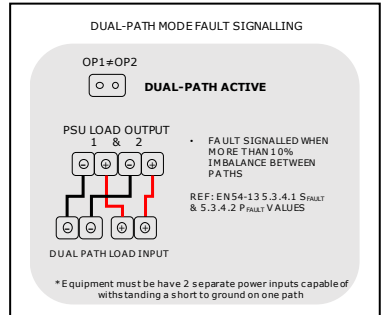 DUAL-PATH MODE FAULT SIGNALLING
OP1≠OP2
DUAL-PATH ACTIVE
PSU LOAD OUTPUT
1 & 2
- + - +
- - + +
DUAL PATH LOAD INPUT
• FAULT SIGNALLED WHEN
MORE THAN 10%
IMBALANCE BETWEEN
PATHS
REF: EN54-13 5.3.4.1 SFAULT
& 5.3.4.2 PFAULT VALUES
*Equipment must be have 2 separate power inputs capable of
withstanding a short to ground on one path